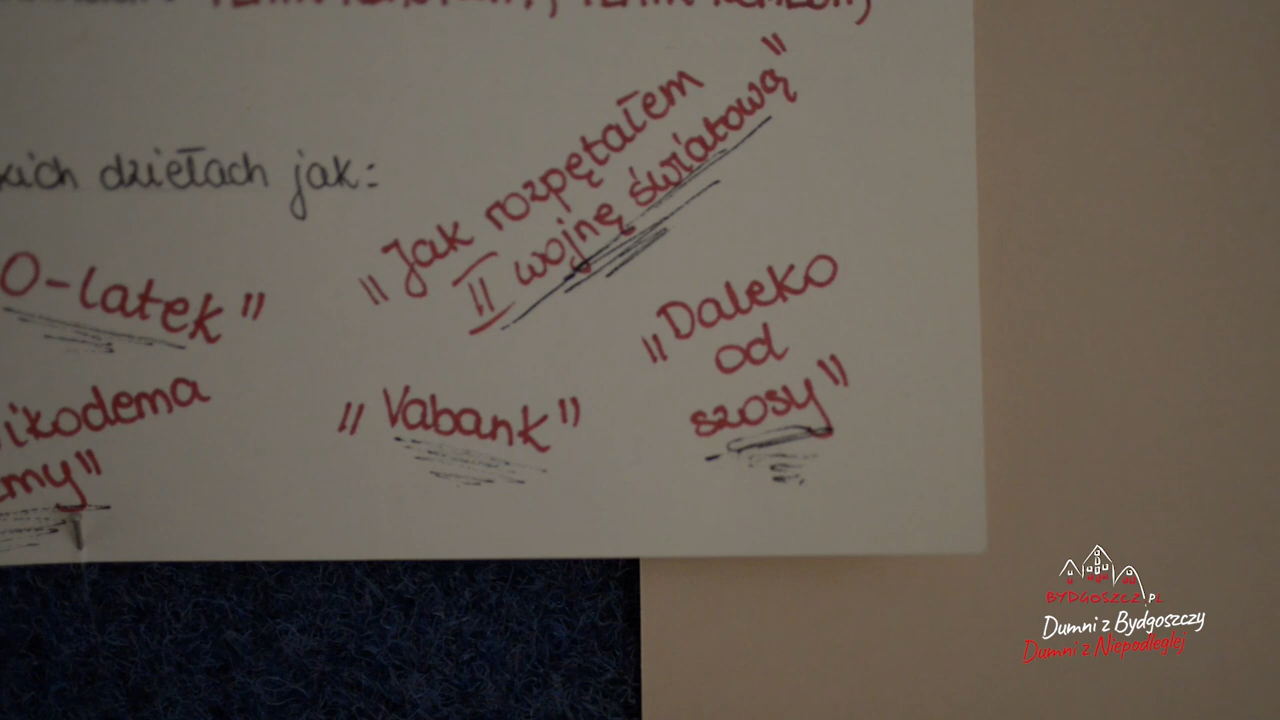 kich dziełach jak:
0-latek"
"Jak rozpętałem
II wojnę światową"
"Daleko
od
szosy"
ikodema
my"
"Vabank"
BYDGOSZCZ.PL
Dumni z Bydgoszczy
Dumni z Niepodległej